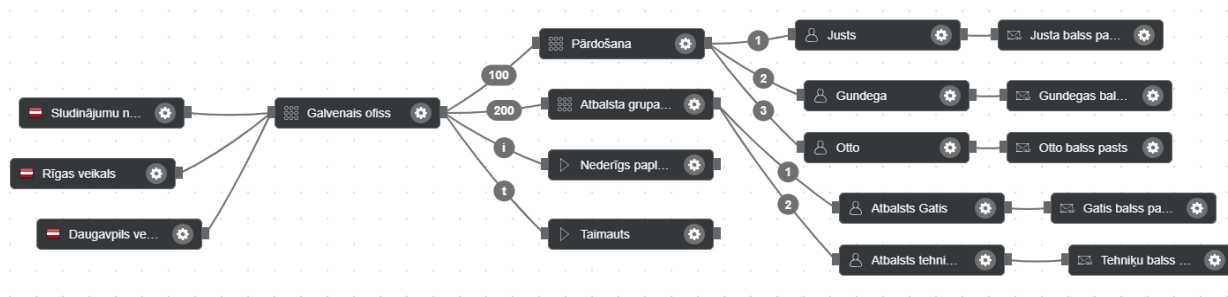 Sludinājumu n...
Rīgas veikals
Daugavpils ve...
Galvenais ofiss
100
200
i
t
Pārdošana
Atbalsta grupa...
Nederīgs papl...
Taimauts
1
2
3
1
2
Justs
Justa balss pa...
Gundega
Gundegas bal...
Otto
Otto balss pasts
Atbalsts Gatis
Gatis balss pa...
Atbalsts tehni...
Tehniķu balss ...